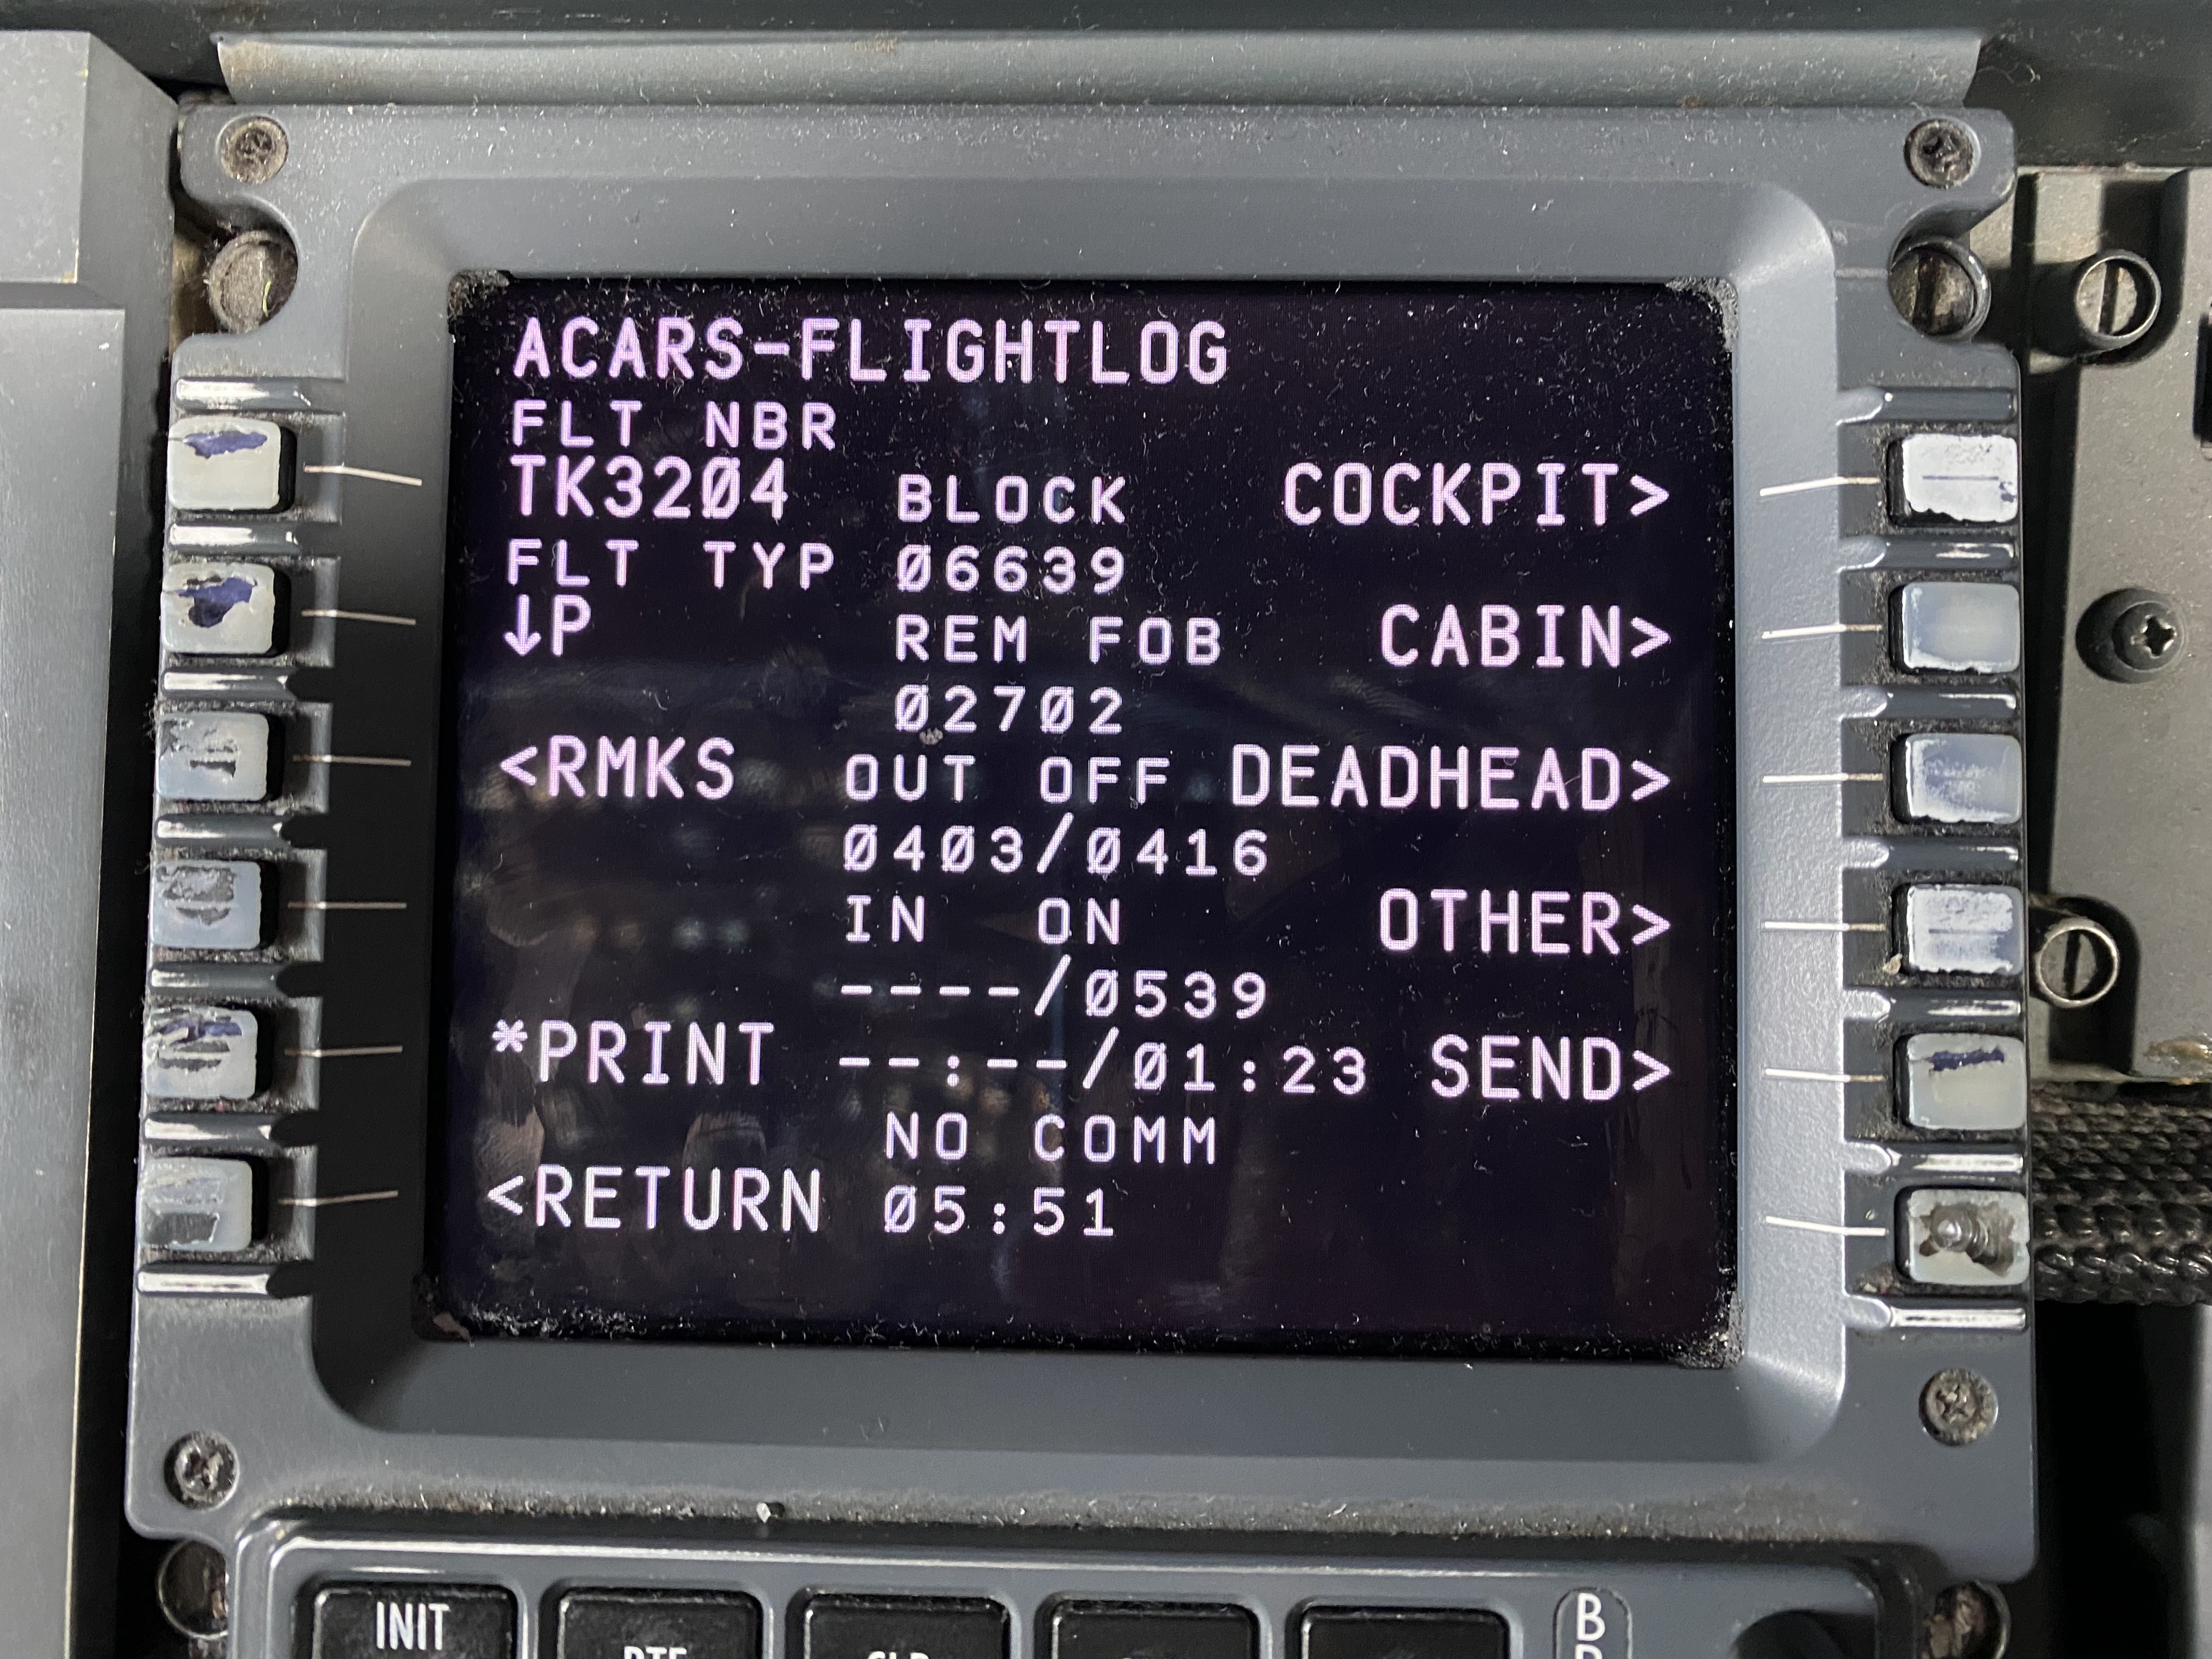 ACARS-FLIGHTLOG
FLT NBR
TK3204 BLOCK COCKPIT>
FLT TYP 06639
↓P REM FOB CABIN>
02702
<RMKS OUT OFF DEADHEAD>
0403/0416
IN ON OTHER>
----/0539
*PRINT --:--/01:23 SEND>
NO COMM
<RETURN 05:51
INIT
B